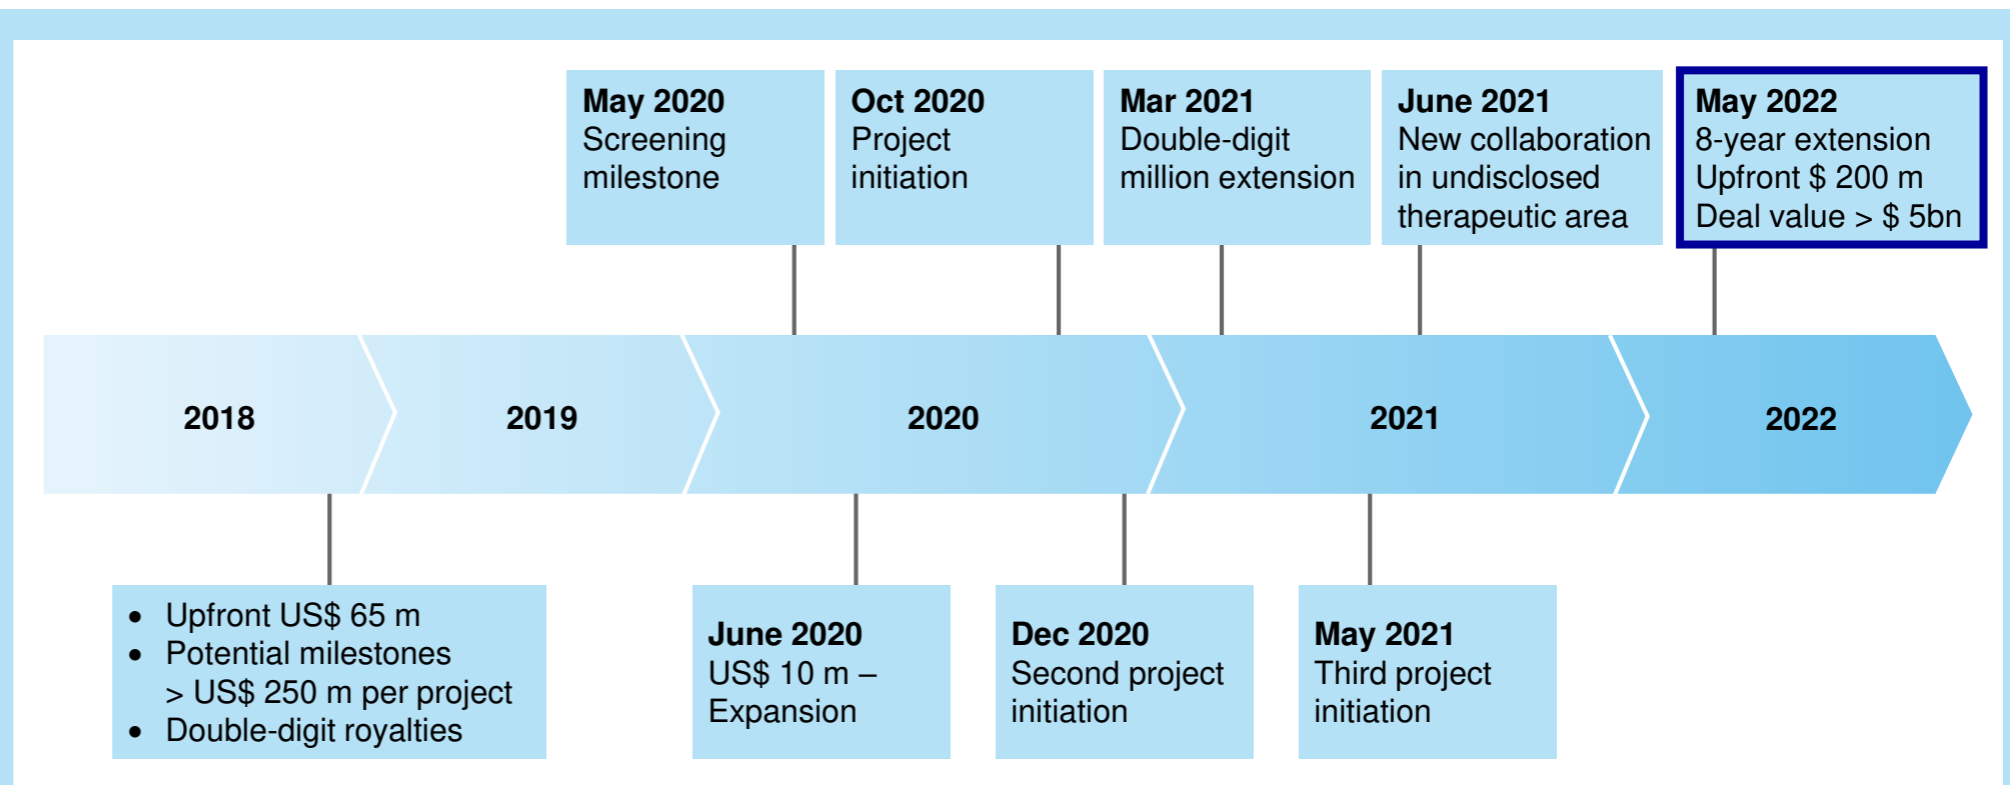 May 2020
Screening
milestone
Oct 2020
Project
initiation
Mar 2021
Double-digit
million extension
June 2021
New collaboration
in undisclosed
therapeutic area
May 2022
8-year extension
Upfront $ 200 m
Deal value > $ 5bn
2018
2019
2020
2021
2022
• Upfront US$ 65 m
• Potential milestones
> US$ 250 m per project
• Double-digit royalties
June 2020
US$ 10 m –
Expansion
Dec 2020
Second project
initiation
May 2021
Third project
initiation